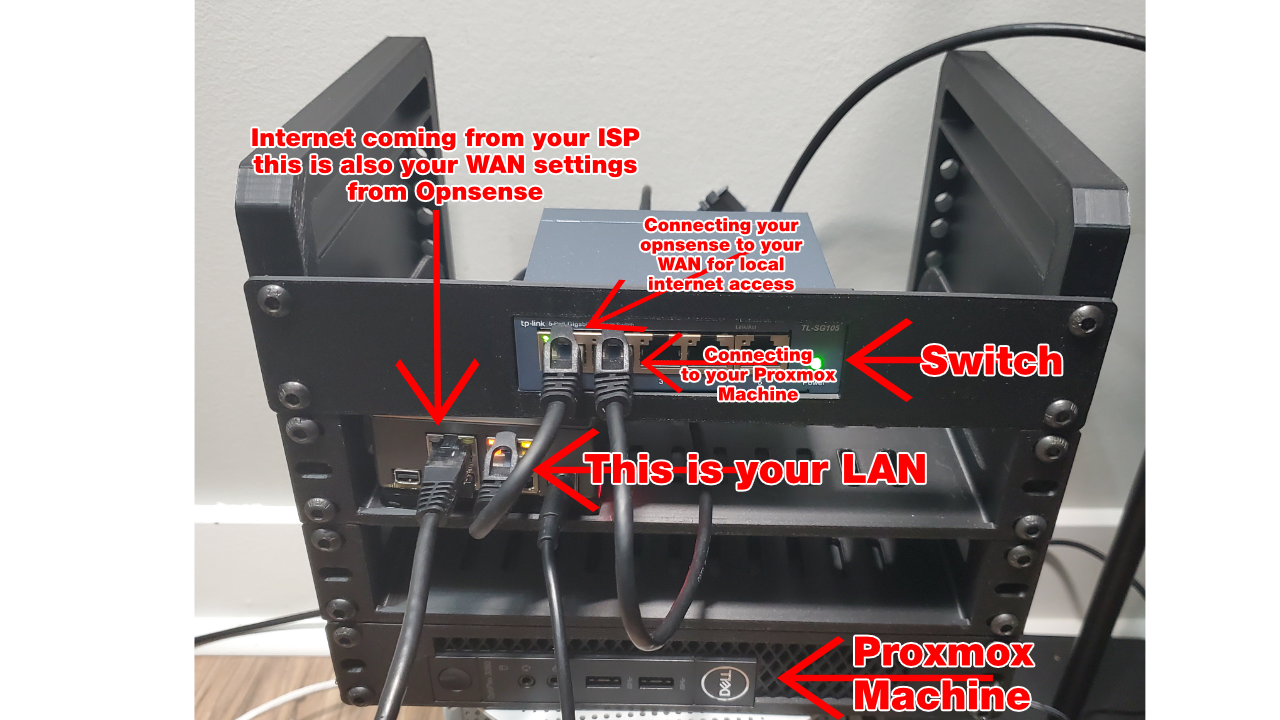 Internet coming from your ISP
this is also your WAN settings
from Opnsense
Connecting your
opnsense to your
WAN for local
internet access
tp-link
TL-SG105
Connecting
to your Proxmox
Machine
Switch
3
Power
This is your LAN
Proxmox
Machine
DELL